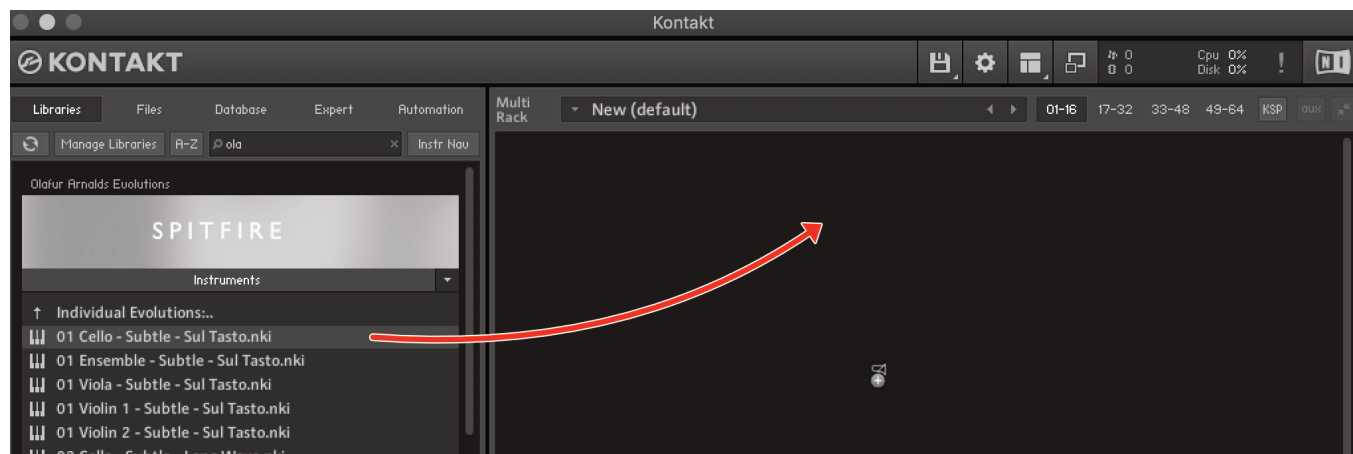 Kontakt
KONTAKT
0
0
Cpu 0%
Disk 0%
!
NI
Libraries Files Database Expert Automation
Multi Rack
New (default)
01-16 17-32 33-48 49-64 KSP aux
Manage Libraries A-Z ola × Instr Nav
Olafur Arnalds Evolutions
SPITFIRE
Instruments
↑ Individual Evolutions:..
01 Cello - Subtle - Sul Tasto.nki
01 Ensemble - Subtle - Sul Tasto.nki
01 Viola - Subtle - Sul Tasto.nki
01 Violin 1 - Subtle - Sul Tasto.nki
01 Violin 2 - Subtle - Sul Tasto.nki